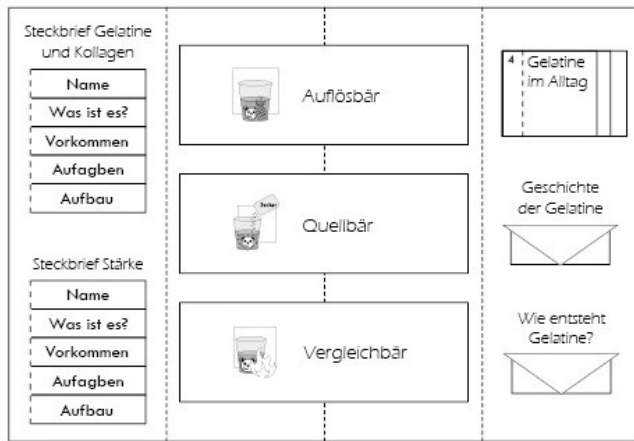 Steckbrief Gelatine
und Kollagen
Name
Was ist es?
Vorkommen
Aufagben
Aufbau
Steckbrief Stärke
Name
Was ist es?
Vorkommen
Aufagben
Aufbau
Auflösbär
Quellbär
Vergleichbär
4 Gelatine
im Alltag
Geschichte
der Gelatine
Wie entsteht
Gelatine?